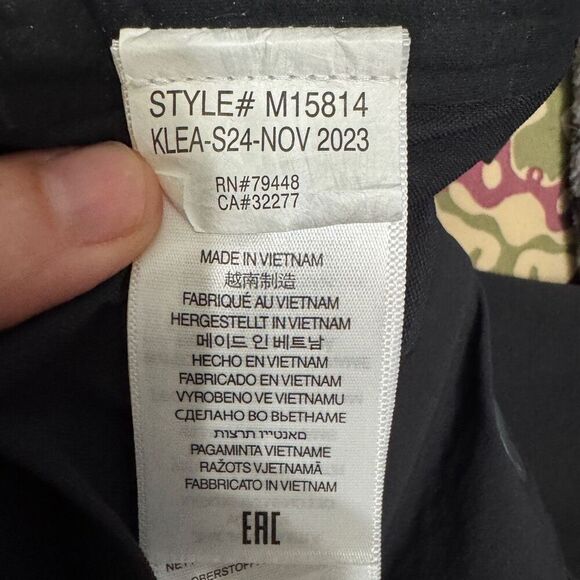 STYLE# M15814
KLEA-S24-NOV 2023
RN#79448
CA#32277
MADE IN VIETNAM
越南制造
FABRIQUÉ AU VIETNAM
HERGESTELLT IN VIETNAM
메이드 인 베트남
HECHO EN VIETNAM
FABRICADO EN VIETNAM
VYROBENO VE VIETNAMU
СДЕЛАНО ВО ВЬЕТНАМЕ
PAGAMINTA VIETNAME
RAŽOTS VJETNAMĀ
FABBRICATO IN VIETNAM
EAC